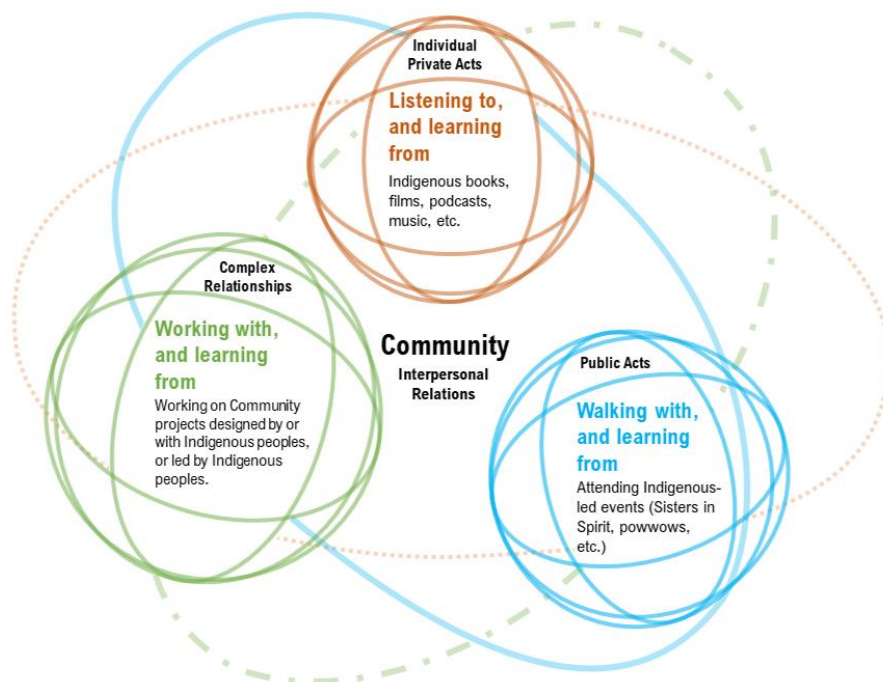 Individual
Private Acts
Listening to,
and learning
from
Indigenous books,
films, podcasts,
music, etc.
Complex
Relationships
Working with,
and learning
from
Working on Community
projects designed by or
with Indigenous peoples,
or led by Indigenous
peoples.
Community
Interpersonal
Relations
Public Acts
Walking with,
and learning
from
Attending Indigenous-
led events (Sisters in
Spirit, powwows,
etc.)